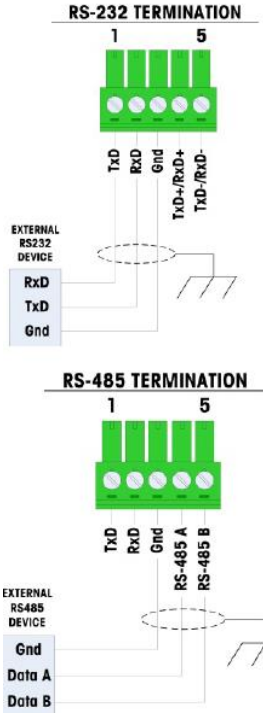 RS-232 TERMINATION
1 5
TxD
RxD
Gnd
TxD+/RxD+
TxD-/RxD-
EXTERNAL
RS232
DEVICE
RxD
TxD
Gnd
RS-485 TERMINATION
1 5
TxD
RxD
Gnd
RS-485 A
RS-485 B
EXTERNAL
RS485
DEVICE
Gnd
Data A
Data B